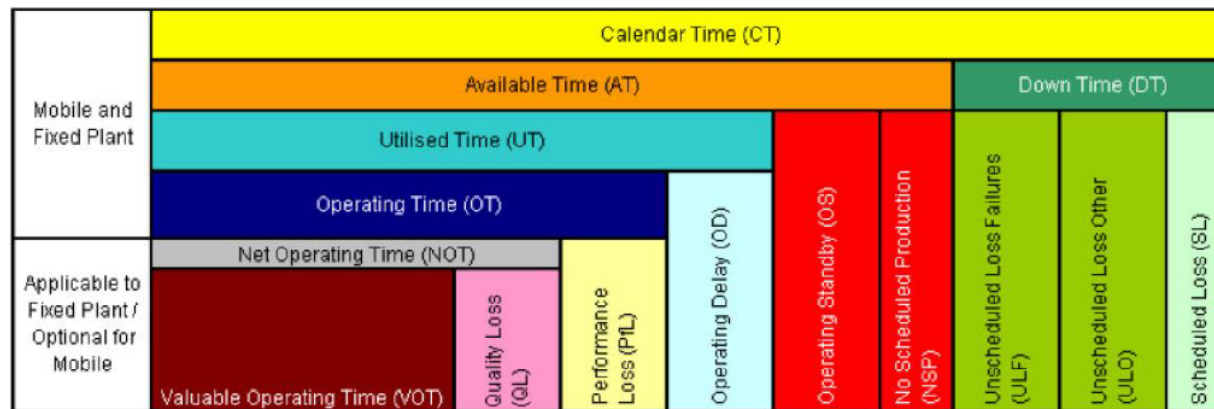 Calendar Time (CT)
Mobile and
Fixed Plant
Available Time (AT)
Down Time (DT)
Utilised Time (UT)
Operating Time (OT)
Operating Delay (OD)
Operating Standby (OS)
No Scheduled Production
(NSP)
Unscheduled Loss Failures
(ULF)
Unscheduled Loss Other
(ULO)
Scheduled Loss (SL)
Applicable to
Fixed Plant /
Optional for
Mobile
Net Operating Time (NOT)
Valuable Operating Time (VOT)
Quality Loss
(QL)
Performance
Loss (PfL)